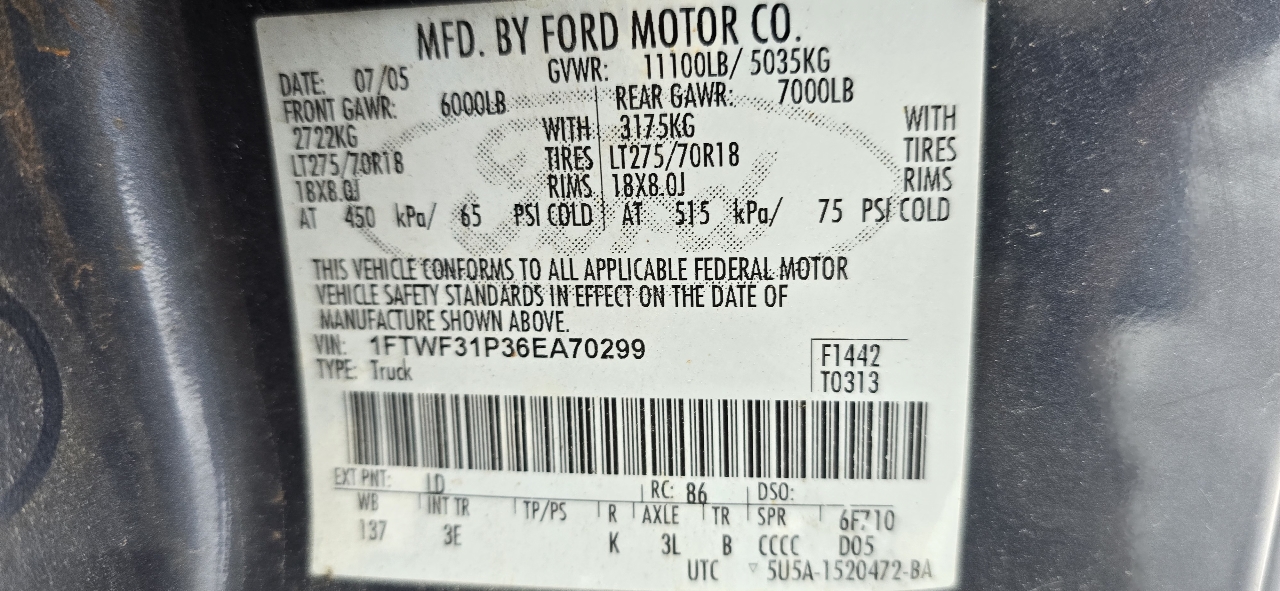 MFD. BY FORD MOTOR CO.
DATE: 07/05 GVWR: 11100LB/ 5035KG
FRONT GAWR: 6000LB REAR GAWR: 7000LB
2722KG WITH 3175KG WITH
LT275/70R18 TIRES LT275/70R18 TIRES
18X8.0J RIMS 18X8.0J RIMS
AT 450 kPa/ 65 PSI COLD AT 515 kPa/ 75 PSI COLD
Ford
THIS VEHICLE CONFORMS TO ALL APPLICABLE FEDERAL MOTOR
VEHICLE SAFETY STANDARDS IN EFFECT ON THE DATE OF
MANUFACTURE SHOWN ABOVE.
VIN: 1FTWF31P36EA70299 F1442
TYPE: Truck T0313
EXT PNT: 1D RC: 86 DSO:
WB INT TR TP/PS R AXLE TR SPR 6F710
137 3E K 3L B CCCC D05
UTC ▽ 5U5A-1520472-BA